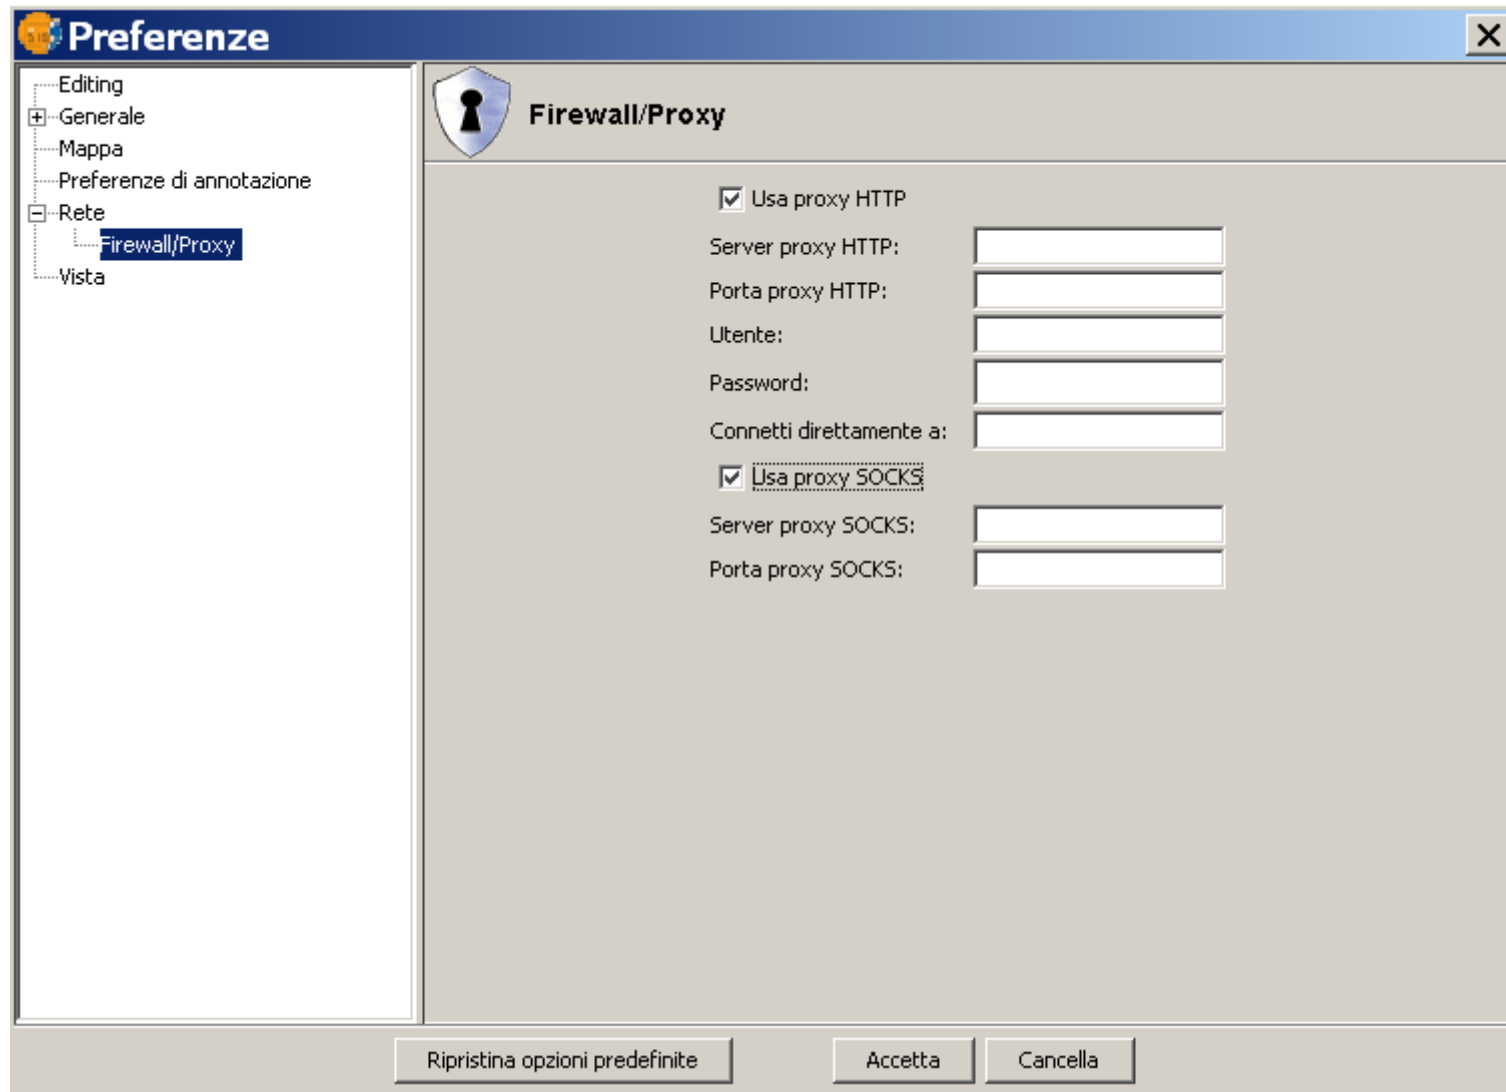 Preferenze
Editing
Generale
Mappa
Preferenze di annotazione
Rete
Firewall/Proxy
Vista
Firewall/Proxy
Usa proxy HTTP
Server proxy HTTP:
Porta proxy HTTP:
Utente:
Password:
Connetti direttamente a:
Usa proxy SOCKS
Server proxy SOCKS:
Porta proxy SOCKS:
Ripristina opzioni predefinite Accetta Cancella